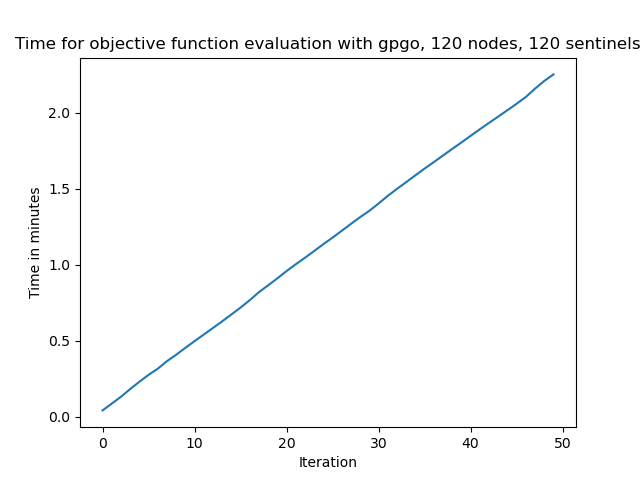 Time for objective function evaluation with gpgo, 120 nodes, 120 sentinels
2.0
1.5
1.0
0.5
0.0
Time in minutes
0 10 20 30 40 50
Iteration